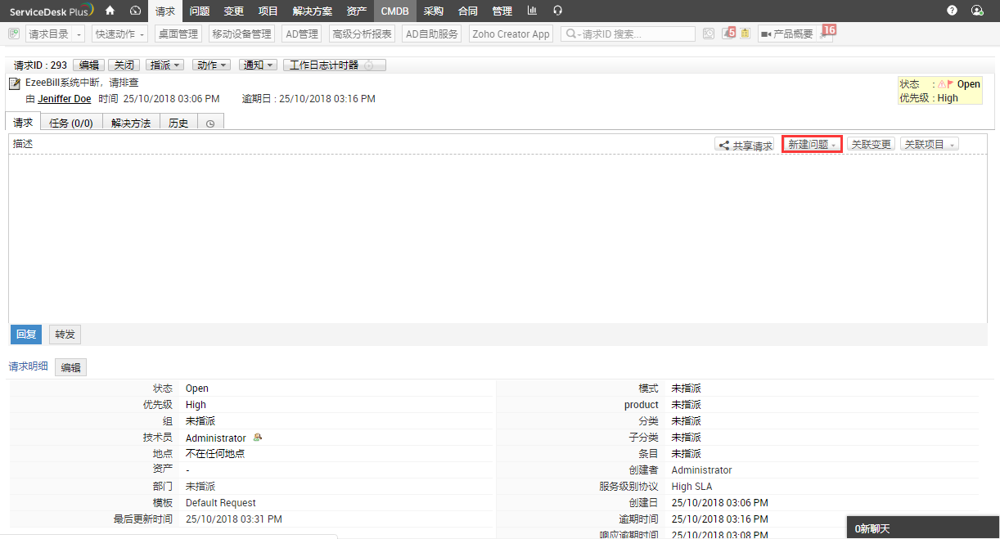 ServiceDesk Plus 请求 问题 变更 项目 解决方案 资产 CMDB 采购 合同 管理
请求目录 快速动作 桌面管理 移动设备管理 AD管理 高级分析报表 AD自助服务 Zoho Creator App 请求ID 搜索... 5 产品概要 16
请求ID : 293 编辑 关闭 指派 动作 通知 工作日志计时器
EzeeBill系统中断，请排查
由 Jeniffer Doe 时间 25/10/2018 03:06 PM 逾期日 : 25/10/2018 03:16 PM
状态 : Open
优先级 : High
请求 任务 (0/0) 解决方法 历史
描述 共享请求 新建问题 关联变更 关联项目
回复 转发
请求明细 编辑
状态 Open 模式 未指派
优先级 High product 未指派
组 未指派 分类 未指派
技术员 Administrator 子分类 未指派
地点 不在任何地点 条目 未指派
资产 - 创建者 Administrator
部门 未指派 服务级别协议 High SLA
模板 Default Request 创建日 25/10/2018 03:06 PM
最后更新时间 25/10/2018 03:31 PM 逾期时间 25/10/2018 03:16 PM
响应逾期时间 25/10/2018 03:08 PM
0新聊天